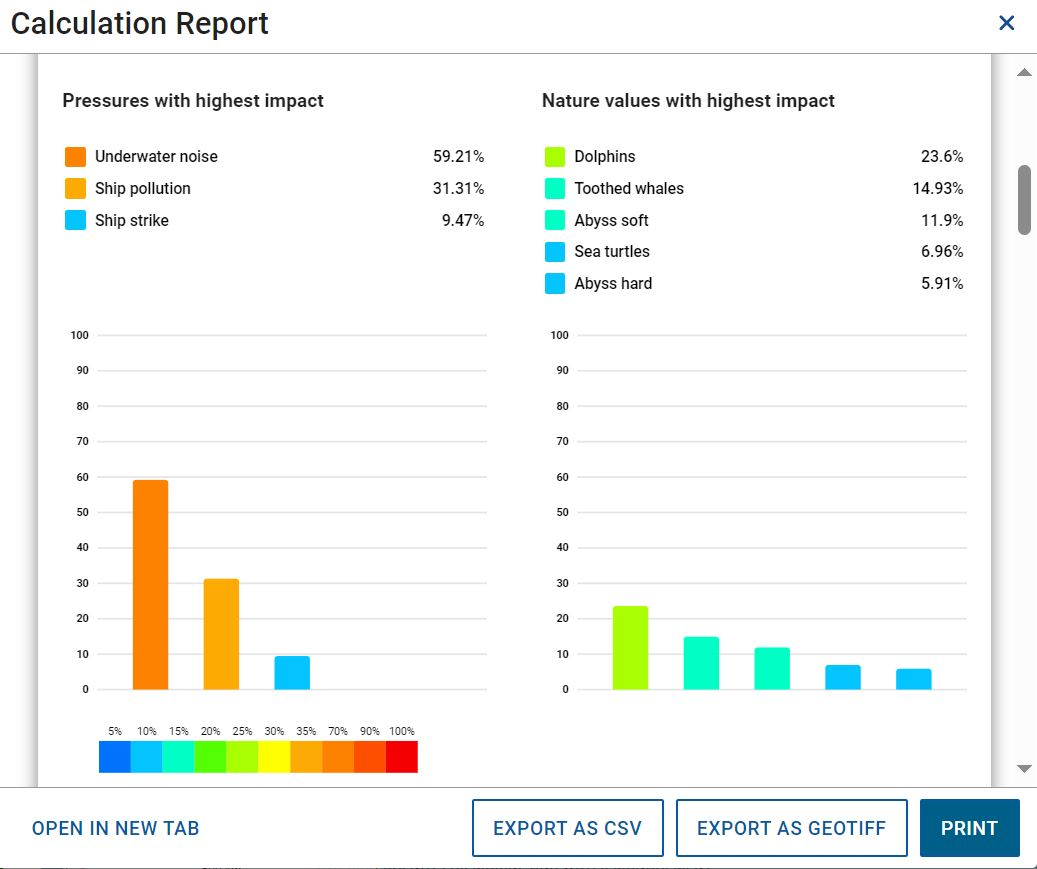 Calculation Report
Pressures with highest impact
Underwater noise 59.21%
Ship pollution 31.31%
Ship strike 9.47%
100
90
80
70
60
50
40
30
20
10
0
5% 10% 15% 20% 25% 30% 35% 70% 90% 100%
Nature values with highest impact
Dolphins 23.6%
Toothed whales 14.93%
Abyss soft 11.9%
Sea turtles 6.96%
Abyss hard 5.91%
100
90
80
70
60
50
40
30
20
10
0
OPEN IN NEW TAB
EXPORT AS CSV
EXPORT AS GEOTIFF
PRINT